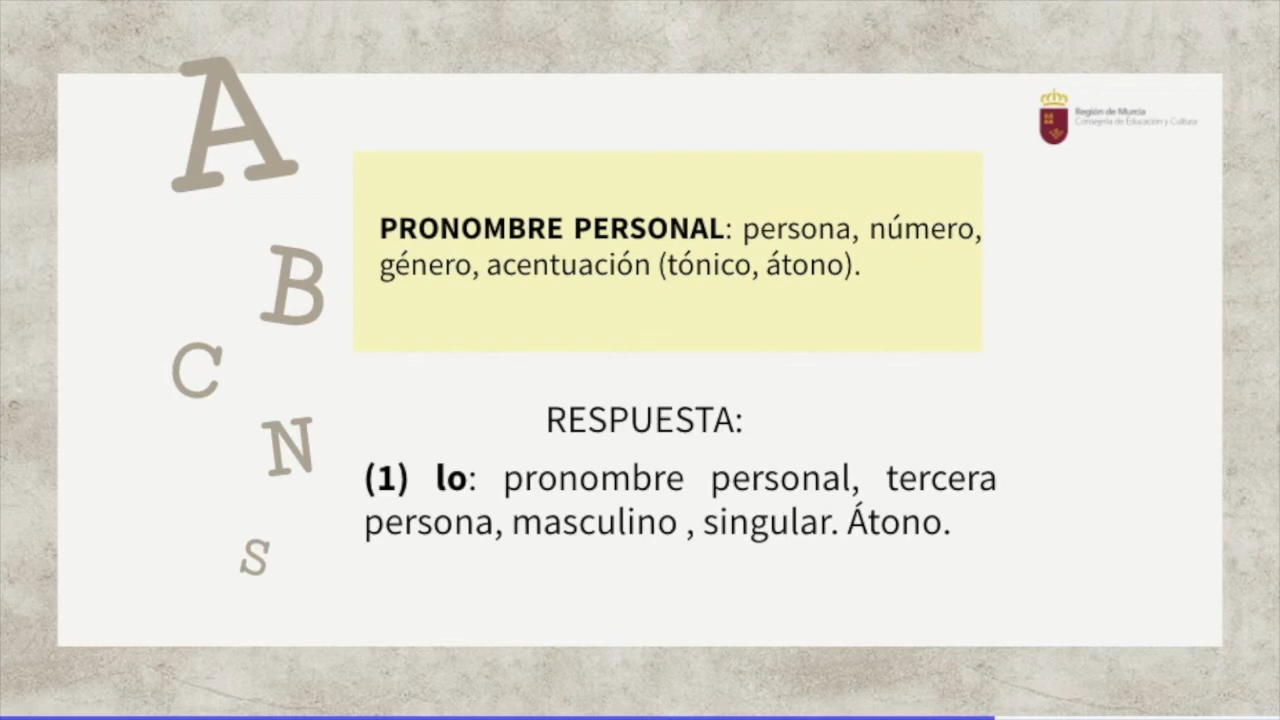 A
Región de Murcia
Consejería de Educación y Cultura
PRONOMBRE PERSONAL: persona, número,
género, acentuación (tónico, átono).
B
C
N
S
RESPUESTA:
(1) lo: pronombre personal, tercera
persona, masculino , singular. Átono.